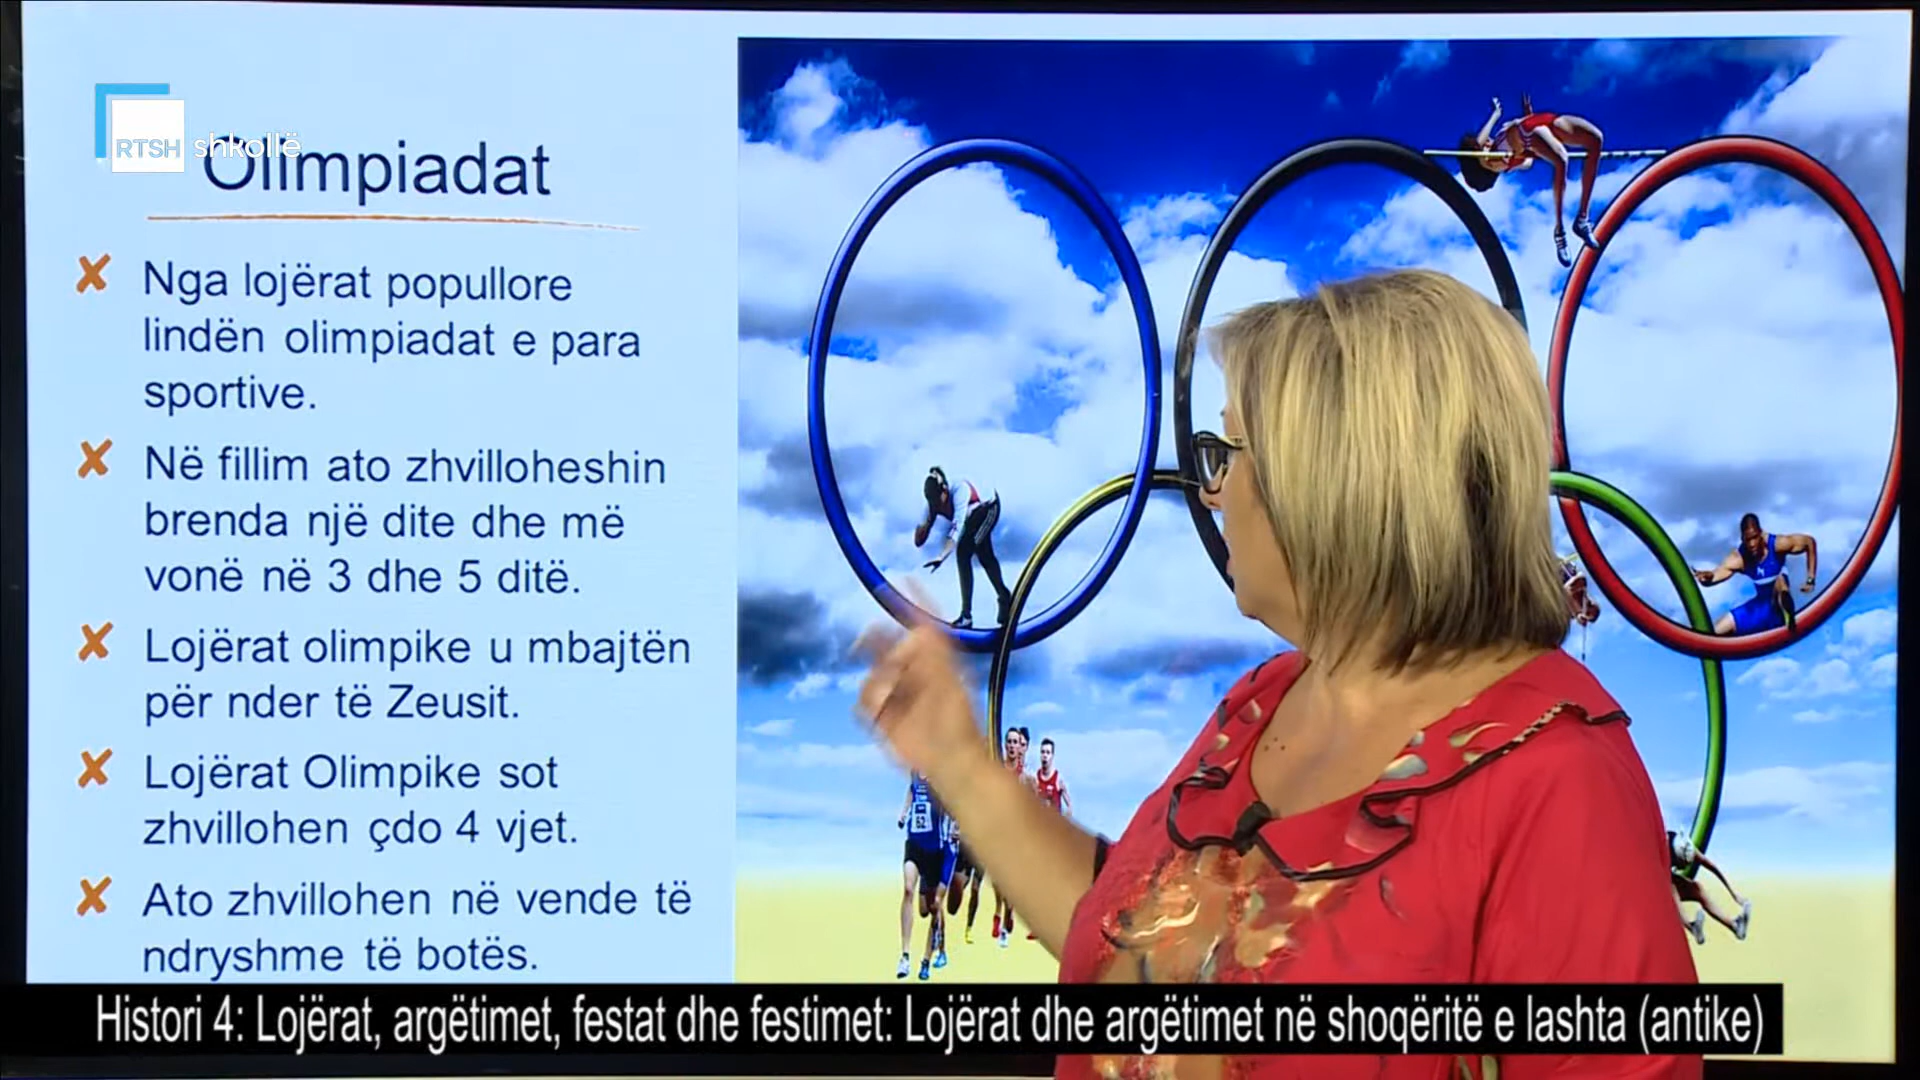 RTSH shkollë
Olimpiadat
✘ Nga lojërat popullore
lindën olimpiadat e para
sportive.
✘ Në fillim ato zhvilloheshin
brenda një dite dhe më
vonë në 3 dhe 5 ditë.
✘ Lojërat olimpike u mbajtën
për nder të Zeusit.
✘ Lojërat Olimpike sot
zhvillohen çdo 4 vjet.
✘ Ato zhvillohen në vende të
ndryshme të botës.
62
Histori 4: Lojërat, argëtimet, festat dhe festimet: Lojërat dhe argëtimet në shoqëritë e lashta (antike)